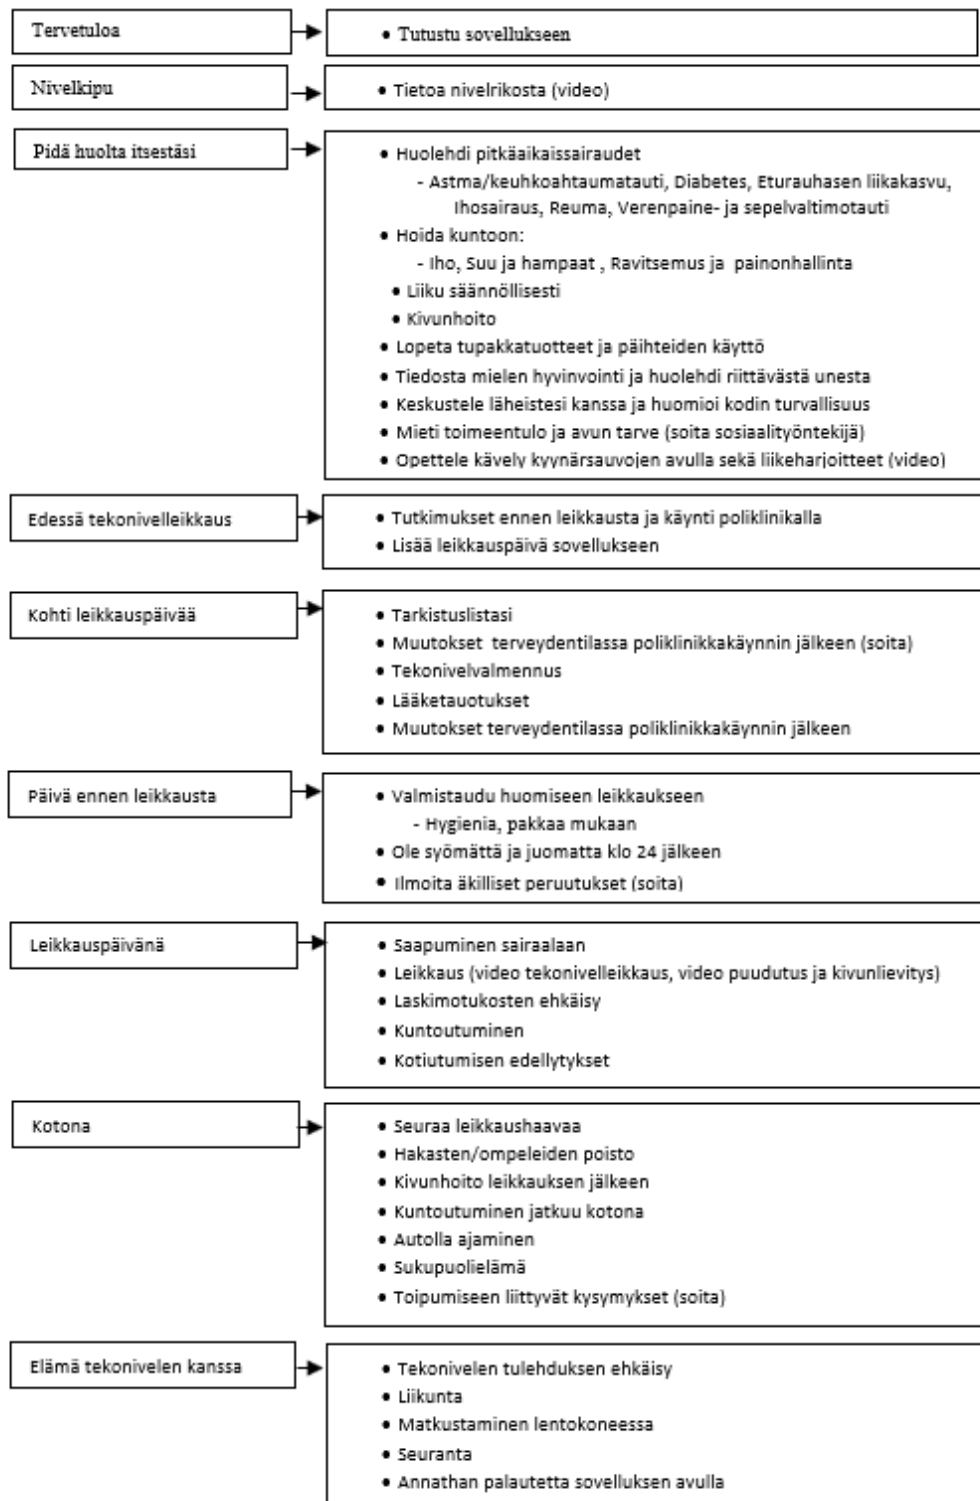 Tervetuloa
• Tutustu sovellukseen
Nivelkipu
• Tietoa nivelrikosta (video)
Pidä huolta itsestäsi
• Huolehdi pitkäaikaissairaudet
- Astma/keuhkoahtaumatauti, Diabetes, Eturauhasen liikakasvu,
Ihosairaus, Reuma, Verenpaine- ja sepelvaltimotauti
• Hoida kuntoon:
- Iho, Suu ja hampaat , Ravitsemus ja painonhallinta
• Liiku säännöllisesti
• Kivunhoito
• Lopeta tupakkatuotteet ja päihteiden käyttö
• Tiedosta mielen hyvinvointi ja huolehdi riittävästä unesta
• Keskustele läheistesi kanssa ja huomioi kodin turvallisuus
• Mieti toimeentulo ja avun tarve (soita sosiaalityöntekijä)
• Opettele kävely kyynärsauvojen avulla sekä liikeharjoitteet (video)
Edessä tekonivelleikkaus
• Tutkimukset ennen leikkausta ja käynti poliklinikalla
• Lisää leikkauspäivä sovellukseen
Kohti leikkauspäivää
• Tarkistuslistasi
• Muutokset terveydentilassa poliklinikkakäynnin jälkeen (soita)
• Tekonivelvalmennus
• Lääketauotukset
• Muutokset terveydentilassa poliklinikkakäynnin jälkeen
Päivä ennen leikkausta
• Valmistaudu huomiseen leikkaukseen
- Hygienia, pakkaa mukaan
• Ole syömättä ja juomatta klo 24 jälkeen
• Ilmoita äkilliset peruutukset (soita)
Leikkauspäivänä
• Saapuminen sairaalaan
• Leikkaus (video tekonivelleikkaus, video puudutus ja kivunlievitys)
• Laskimotukosten ehkäisy
• Kuntoutuminen
• Kotiutumisen edellytykset
Kotona
• Seuraa leikkaushaavaa
• Hakasten/ompeleiden poisto
• Kivunhoito leikkauksen jälkeen
• Kuntoutuminen jatkuu kotona
• Autolla ajaminen
• Sukupuolielämä
• Toipumiseen liittyvät kysymykset (soita)
Elämä tekonivelen kanssa
• Tekonivelen tulehduksen ehkäisy
• Liikunta
• Matkustaminen lentokoneessa
• Seuranta
• Annathan palautetta sovelluksen avulla